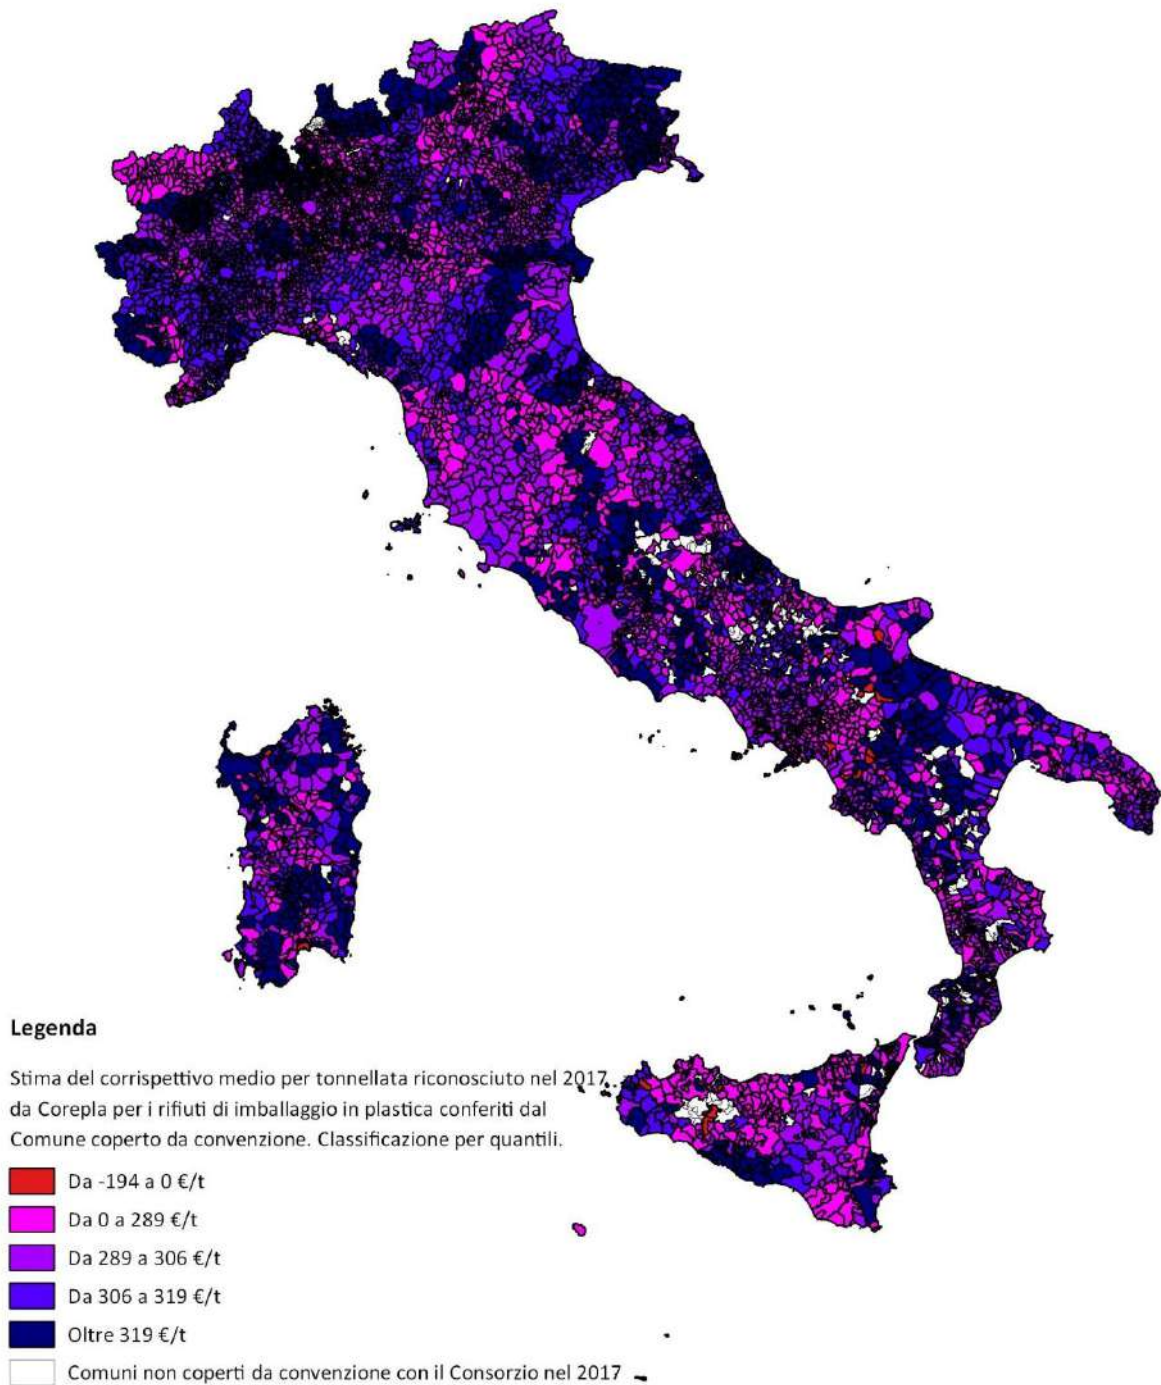 Legenda
Stima del corrispettivo medio per tonnellata riconosciuto nel 2017
da Corepla per i rifiuti di imballaggio in plastica conferiti dal
Comune coperto da convenzione. Classificazione per quantili.
Da -194 a 0 €/t
Da 0 a 289 €/t
Da 289 a 306 €/t
Da 306 a 319 €/t
Oltre 319 €/t
Comuni non coperti da convenzione con il Consorzio nel 2017